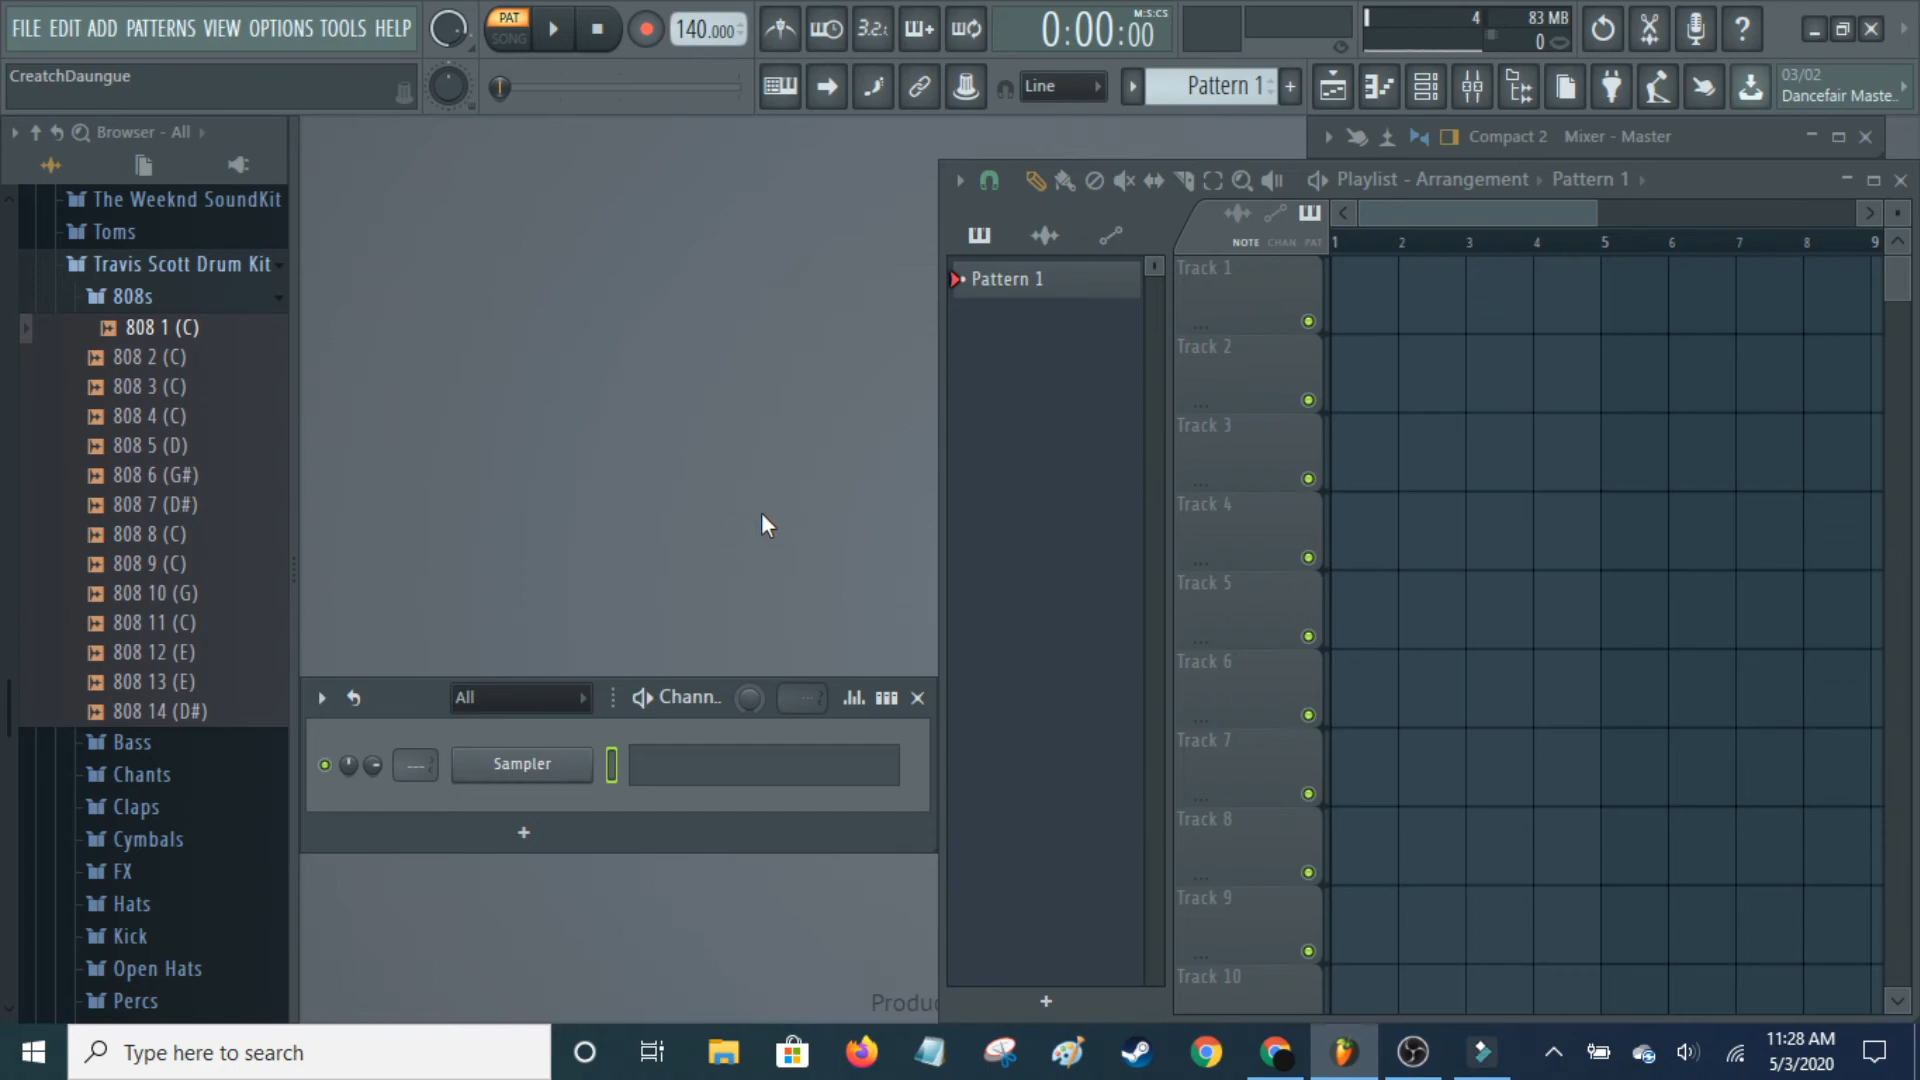 FILE EDIT ADD PATTERNS VIEW OPTIONS TOOLS HELP
PAT
SONG
140.000
3.2.
0:00:00
M:S:CS
4
83 MB
0
CreatchDaungue
Line
Pattern 1
03/02
Dancefair Maste..
Browser - All
Compact 2
Mixer - Master
Playlist - Arrangement
Pattern 1
NOTE
CHAN
PAT
1
2
3
4
5
6
7
8
9
The Weeknd SoundKit
Toms
Travis Scott Drum Kit
808s
808 1 (C)
808 2 (C)
808 3 (C)
808 4 (C)
808 5 (D)
808 6 (G#)
808 7 (D#)
808 8 (C)
808 9 (C)
808 10 (G)
808 11 (C)
808 12 (E)
808 13 (E)
808 14 (D#)
Bass
Chants
Claps
Cymbals
FX
Hats
Kick
Open Hats
Percs
Pattern 1
Track 1
Track 2
Track 3
Track 4
Track 5
Track 6
Track 7
Track 8
Track 9
Track 10
All
Chann..
---
Sampler
Produc
Type here to search
11:28 AM
5/3/2020